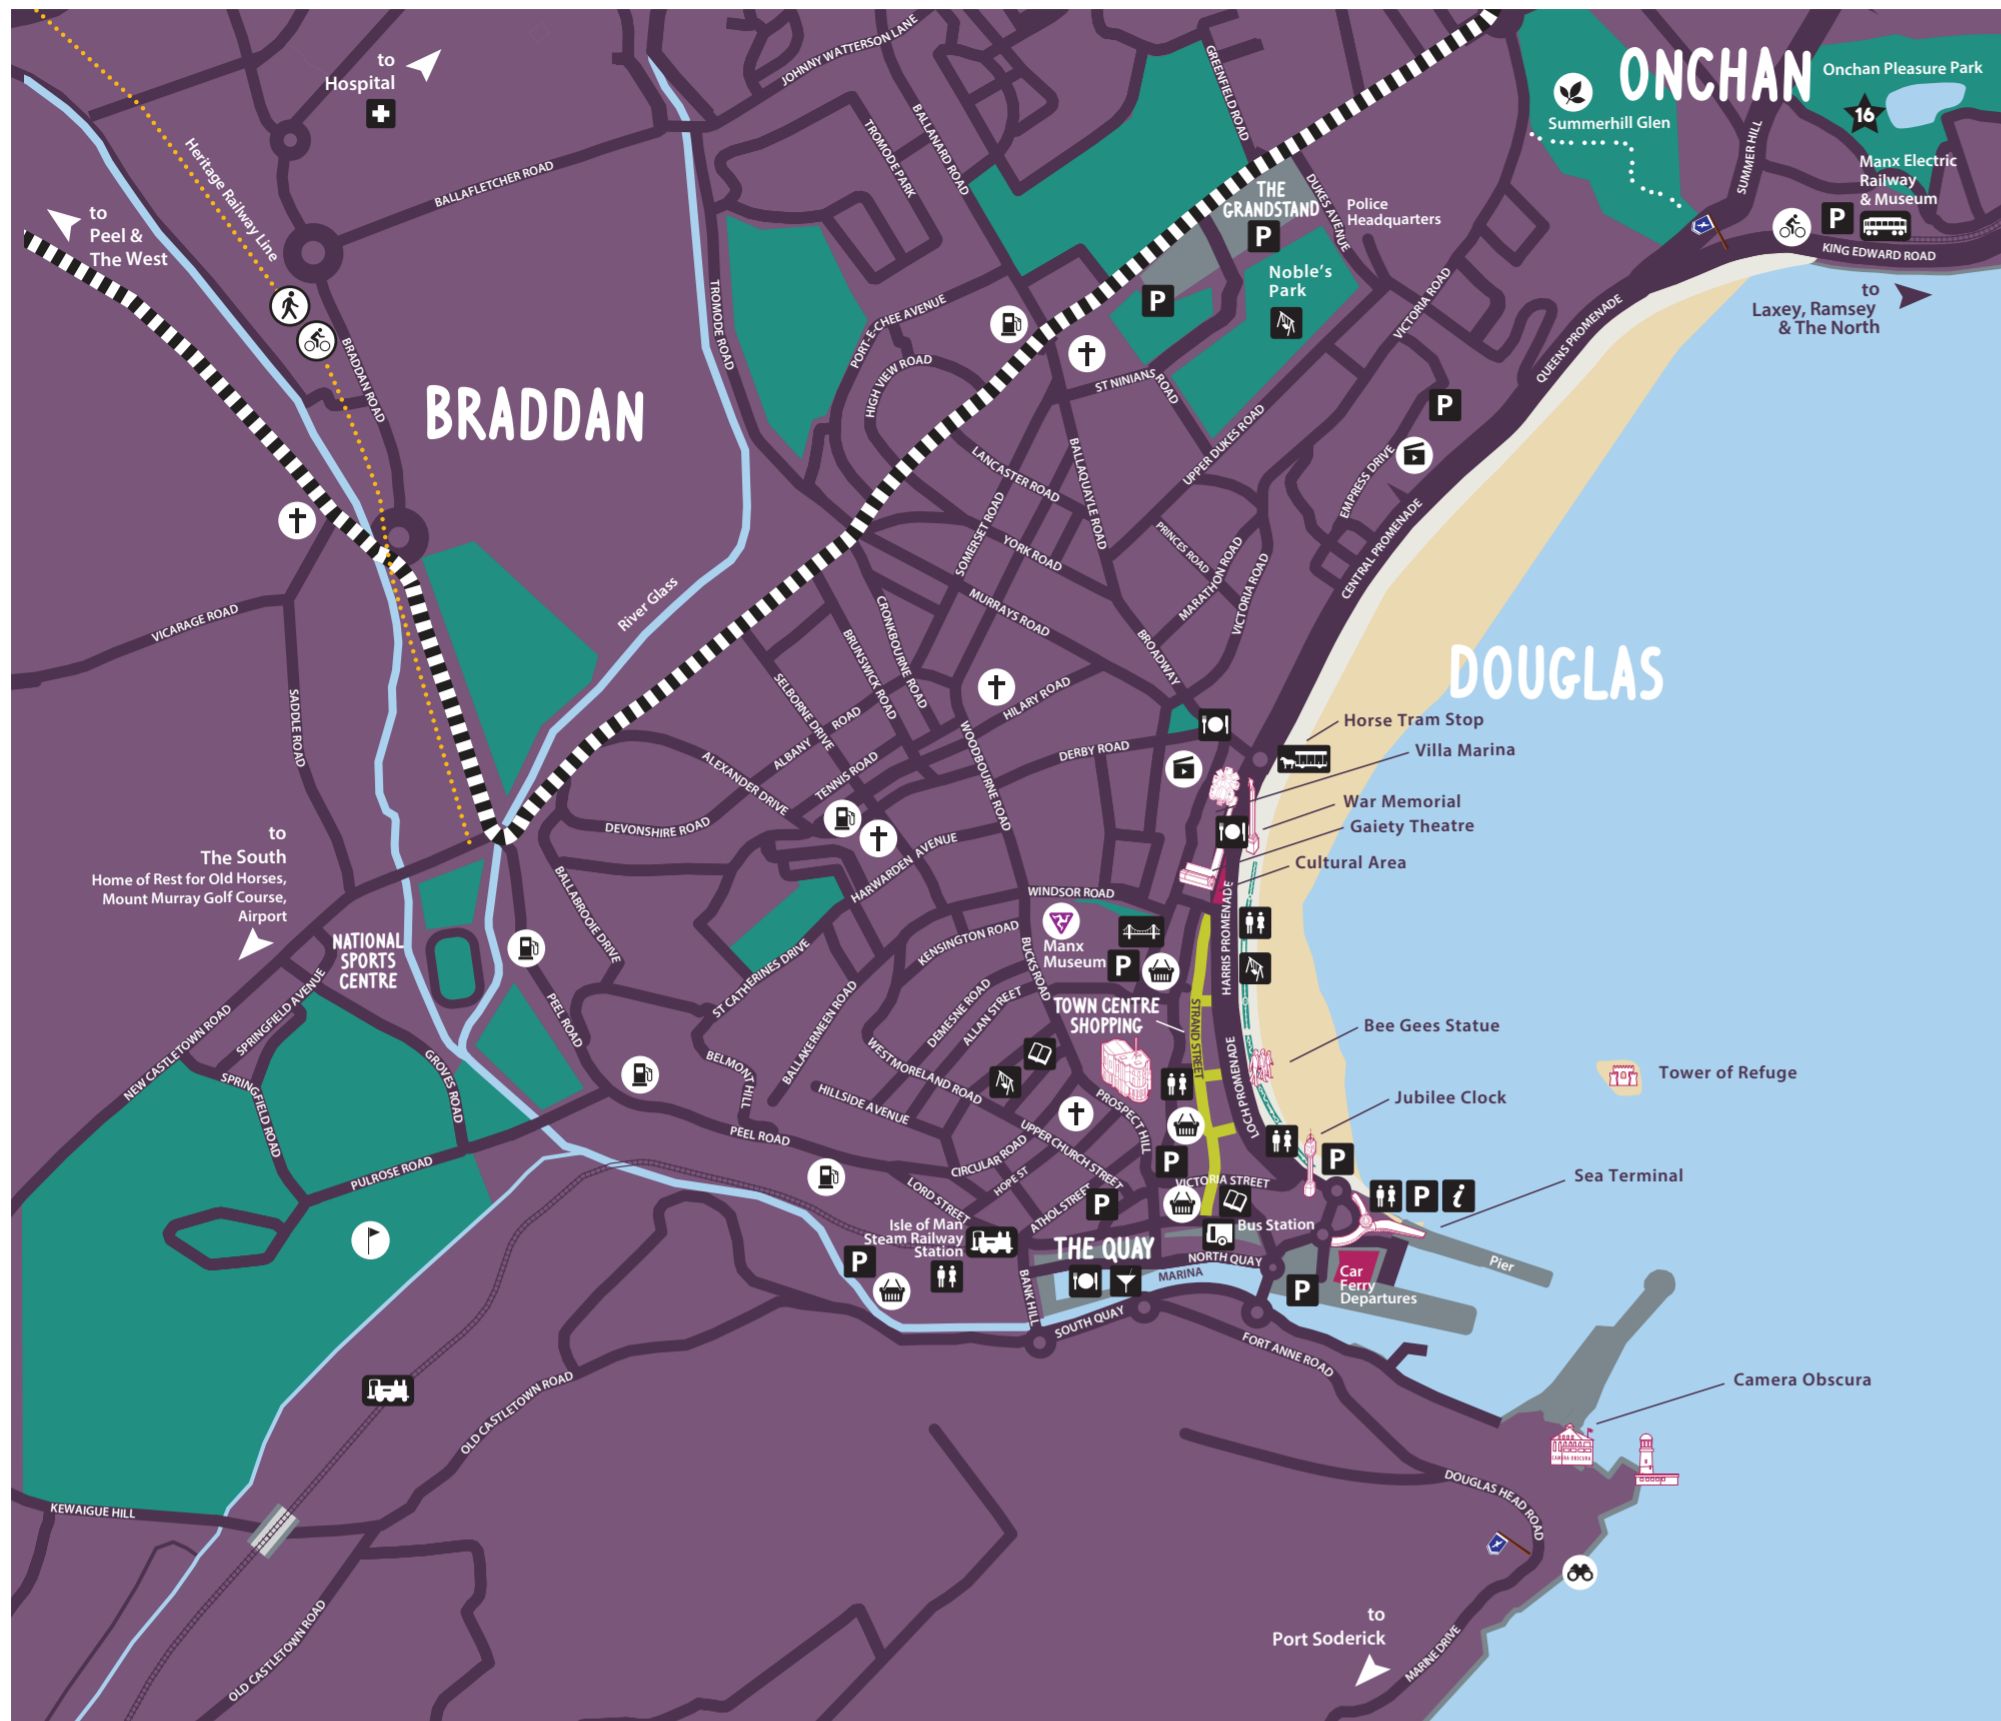 to
Hospital
JOHNNY WATTERSON LANE
GREENFIELD ROAD
ONCHAN
Onchan Pleasure Park
16
Summerhill Glen
SUMMER HILL
Manx Electric
Railway
& Museum
P
KING EDWARD ROAD
to
Laxey, Ramsey
& The North
Heritage Railway Line
BALLAFLETCHER ROAD
TROMODE PARK
BALLANARD ROAD
THE
GRANDSTAND
P
DUKES AVENUE
Police
Headquarters
to
Peel &
The West
Noble's
Park
P
BRADDAN ROAD
TROMODE ROAD
PORT-E-CHEE AVENUE
HIGH VIEW ROAD
ST NINIANS
ROAD
VICTORIA ROAD
QUEENS PROMENADE
BRADDAN
P
UPPER DUKES ROAD
EMPRESS DRIVE
LANCASTER ROAD
BALLAQUAYLE ROAD
SOMERSET ROAD
YORK ROAD
PRINCES ROAD
MARATHON ROAD
VICTORIA ROAD
CENTRAL PROMENADE
River Glass
VICARAGE ROAD
MURRAYS ROAD
CRONKBOURNE ROAD
BRUNSWICK ROAD
BROADWAY
DOUGLAS
SADDLE ROAD
SELBORNE DRIVE
HILARY ROAD
ALBANY
ROAD
WOODBOURNE ROAD
DERBY ROAD
Horse Tram Stop
Villa Marina
ALEXANDER DRIVE
TENNIS ROAD
War Memorial
Gaiety Theatre
DEVONSHIRE ROAD
HARWARDEN AVENUE
Cultural Area
to
The South
Home of Rest for Old Horses,
Mount Murray Golf Course,
Airport
BALLABROOIE DRIVE
WINDSOR ROAD
HARRIS PROMENADE
NATIONAL
SPORTS
CENTRE
KENSINGTON ROAD
BUCKS ROAD
Manx
Museum
P
ST CATHERINES DRIVE
SPRINGFIELD AVENUE
NEW CASTLETOWN ROAD
PEEL ROAD
BALLAKERMEEN ROAD
DEMESNE ROAD
ALLAN STREET
TOWN CENTRE
SHOPPING
STRAND STREET
Bee Gees Statue
LOCH PROMENADE
GROVES ROAD
SPRINGFIELD ROAD
BELMONT HILL
WESTMORELAND ROAD
HILLSIDE AVENUE
PROSPECT HILL
Tower of Refuge
Jubilee Clock
PEEL ROAD
PULROSE ROAD
UPPER CHURCH STREET
CIRCULAR ROAD
HOPE ST
P
P
LORD STREET
ATHOL STREET
P
VICTORIA STREET
P
Sea Terminal
Isle of Man
Steam Railway
Station
P
THE QUAY
Bus Station
NORTH QUAY
MARINA
Pier
BANK HILL
SOUTH QUAY
P
Car
Ferry
Departures
FORT ANNE ROAD
OLD CASTLETOWN ROAD
Camera Obscura
CAMERA OBSCURA
DOUGLAS HEAD ROAD
KEWAIGUE HILL
OLD CASTLETOWN ROAD
to
Port Soderick
MARINE DRIVE